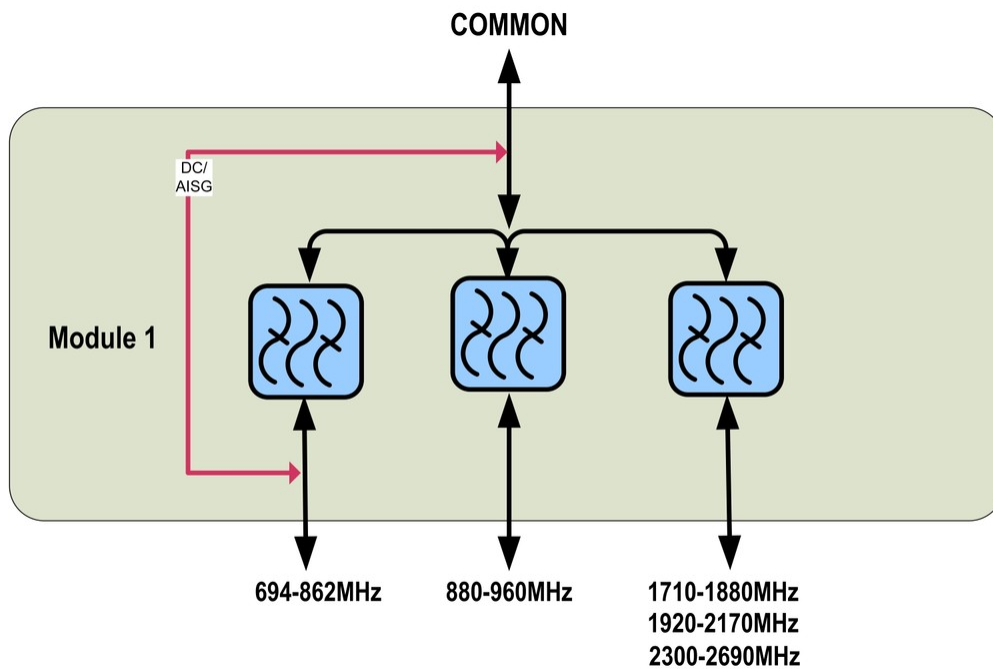 COMMON
DC/
AISG
Module 1
694-862MHz
880-960MHz
1710-1880MHz
1920-2170MHz
2300-2690MHz